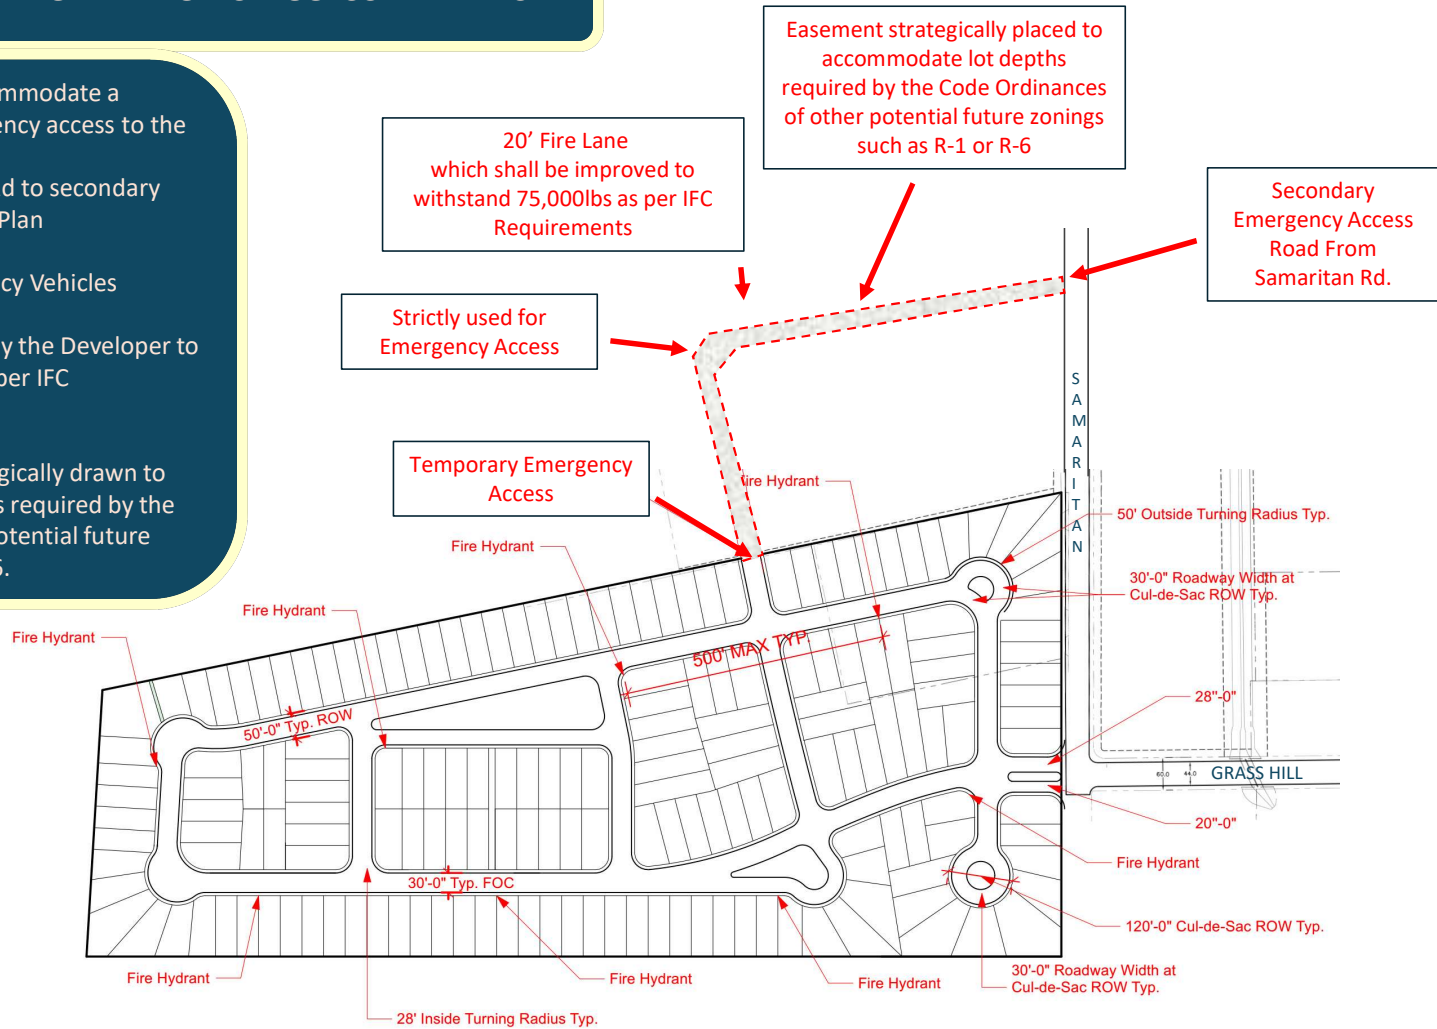 ommodate a
ency access to the
d to secondary
Plan
cy Vehicles
y the Developer to
per IFC
gically drawn to
s required by the
otential future
Easement strategically placed to
accommodate lot depths
required by the Code Ordinances
of other potential future zonings
such as R-1 or R-6
20’ Fire Lane
which shall be improved to
withstand 75,000lbs as per IFC
Requirements
Secondary
Emergency Access
Road From
Samaritan Rd.
Strictly used for
Emergency Access
Temporary Emergency
Access
SAMARITAN
Fire Hydrant
50' Outside Turning Radius Typ.
Fire Hydrant
30'-0" Roadway Width at
Cul-de-Sac ROW Typ.
Fire Hydrant
Fire Hydrant
500' MAX TYP.
28"-0"
50'-0" Typ. ROW
60.0
44.0
GRASS HILL
20"-0"
Fire Hydrant
30'-0" Typ. FOC
120'-0" Cul-de-Sac ROW Typ.
Fire Hydrant
Fire Hydrant
Fire Hydrant
30'-0" Roadway Width at
Cul-de-Sac ROW Typ.
28' Inside Turning Radius Typ.